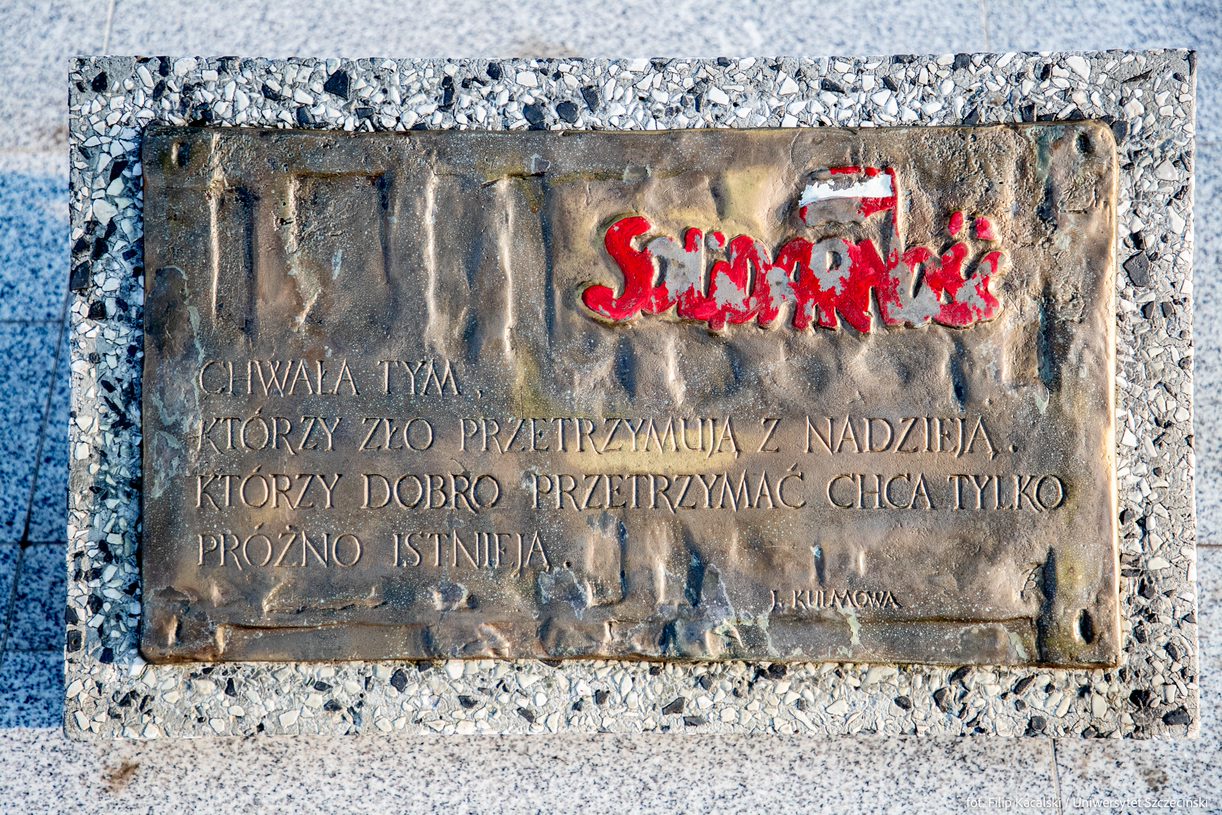 Solidarność
CHWAŁA TYM,
KTÓRZY ZŁO PRZETRZYMUJĄ Z NADZIEJĄ.
KTÓRZY DOBRO PRZETRZYMAĆ CHCĄ TYLKO
PRÓŻNO ISTNIEJĄ.
J. KULMOWA
fot. Filip Kacalski / Uniwersytet Szczeciński